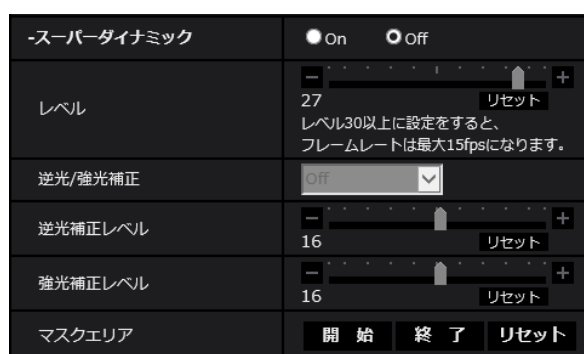 -スーパーダイナミック On Off
レベル
− +
27 リセット
レベル30以上に設定をすると、
フレームレートは最大15fpsになります。
逆光/強光補正 Off
逆光補正レベル
− +
16 リセット
強光補正レベル
− +
16 リセット
マスクエリア 開 始 終 了 リセット